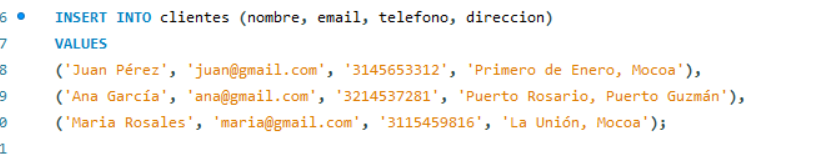 6 INSERT INTO clientes (nombre, email, telefono, direccion)
7 VALUES
8 ('Juan Pérez', 'juan@gmail.com', '3145653312', 'Primero de Enero, Mocoa'),
9 ('Ana García', 'ana@gmail.com', '3214537281', 'Puerto Rosario, Puerto Guzmán'),
0 ('Maria Rosales', 'maria@gmail.com', '3115459816', 'La Unión, Mocoa');
1